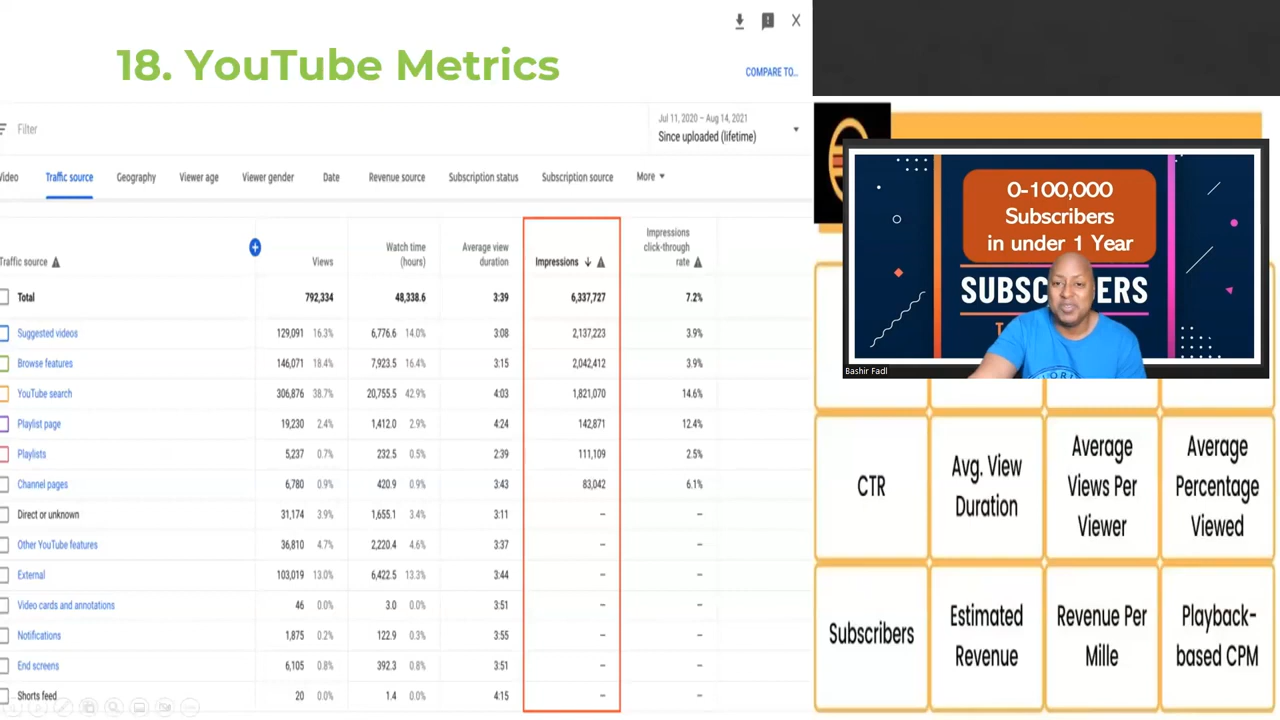 18. YouTube Metrics
COMPARE TO...
Filter
Jul 11, 2020 – Aug 14, 2021
Since uploaded (lifetime)
Video Traffic source Geography Viewer age Viewer gender Date Revenue source Subscription status Subscription source More
Traffic source Views Watch time (hours) Average view duration Impressions Impressions click-through rate
Total 792,334 48,338.6 3:39 6,337,727 7.2%
Suggested videos 129,091 16.3% 6,776.6 14.0% 3:08 2,137,223 3.9%
Browse features 146,071 18.4% 7,923.5 16.4% 3:15 2,042,412 3.9%
YouTube search 306,876 38.7% 20,755.5 42.9% 4:03 1,821,070 14.6%
Playlist page 19,230 2.4% 1,412.0 2.9% 4:24 142,871 12.4%
Playlists 5,237 0.7% 232.5 0.5% 2:39 111,109 2.5%
Channel pages 6,780 0.9% 420.9 0.9% 3:43 83,042 6.1%
Direct or unknown 31,174 3.9% 1,655.1 3.4% 3:11 – –
Other YouTube features 36,810 4.7% 2,220.4 4.6% 3:37 – –
External 103,019 13.0% 6,422.5 13.3% 3:44 – –
Video cards and annotations 46 0.0% 3.0 0.0% 3:51 – –
Notifications 1,875 0.2% 122.9 0.3% 3:55 – –
End screens 6,105 0.8% 392.3 0.8% 3:51 – –
Shorts feed 20 0.0% 1.4 0.0% 4:15 – –
0-100,000
Subscribers
in under 1 Year
Bashir Fadl
CTR
Avg. View
Duration
Average
Views Per
Viewer
Average
Percentage
Viewed
Subscribers
Estimated
Revenue
Revenue Per
Mille
Playback-
based CPM